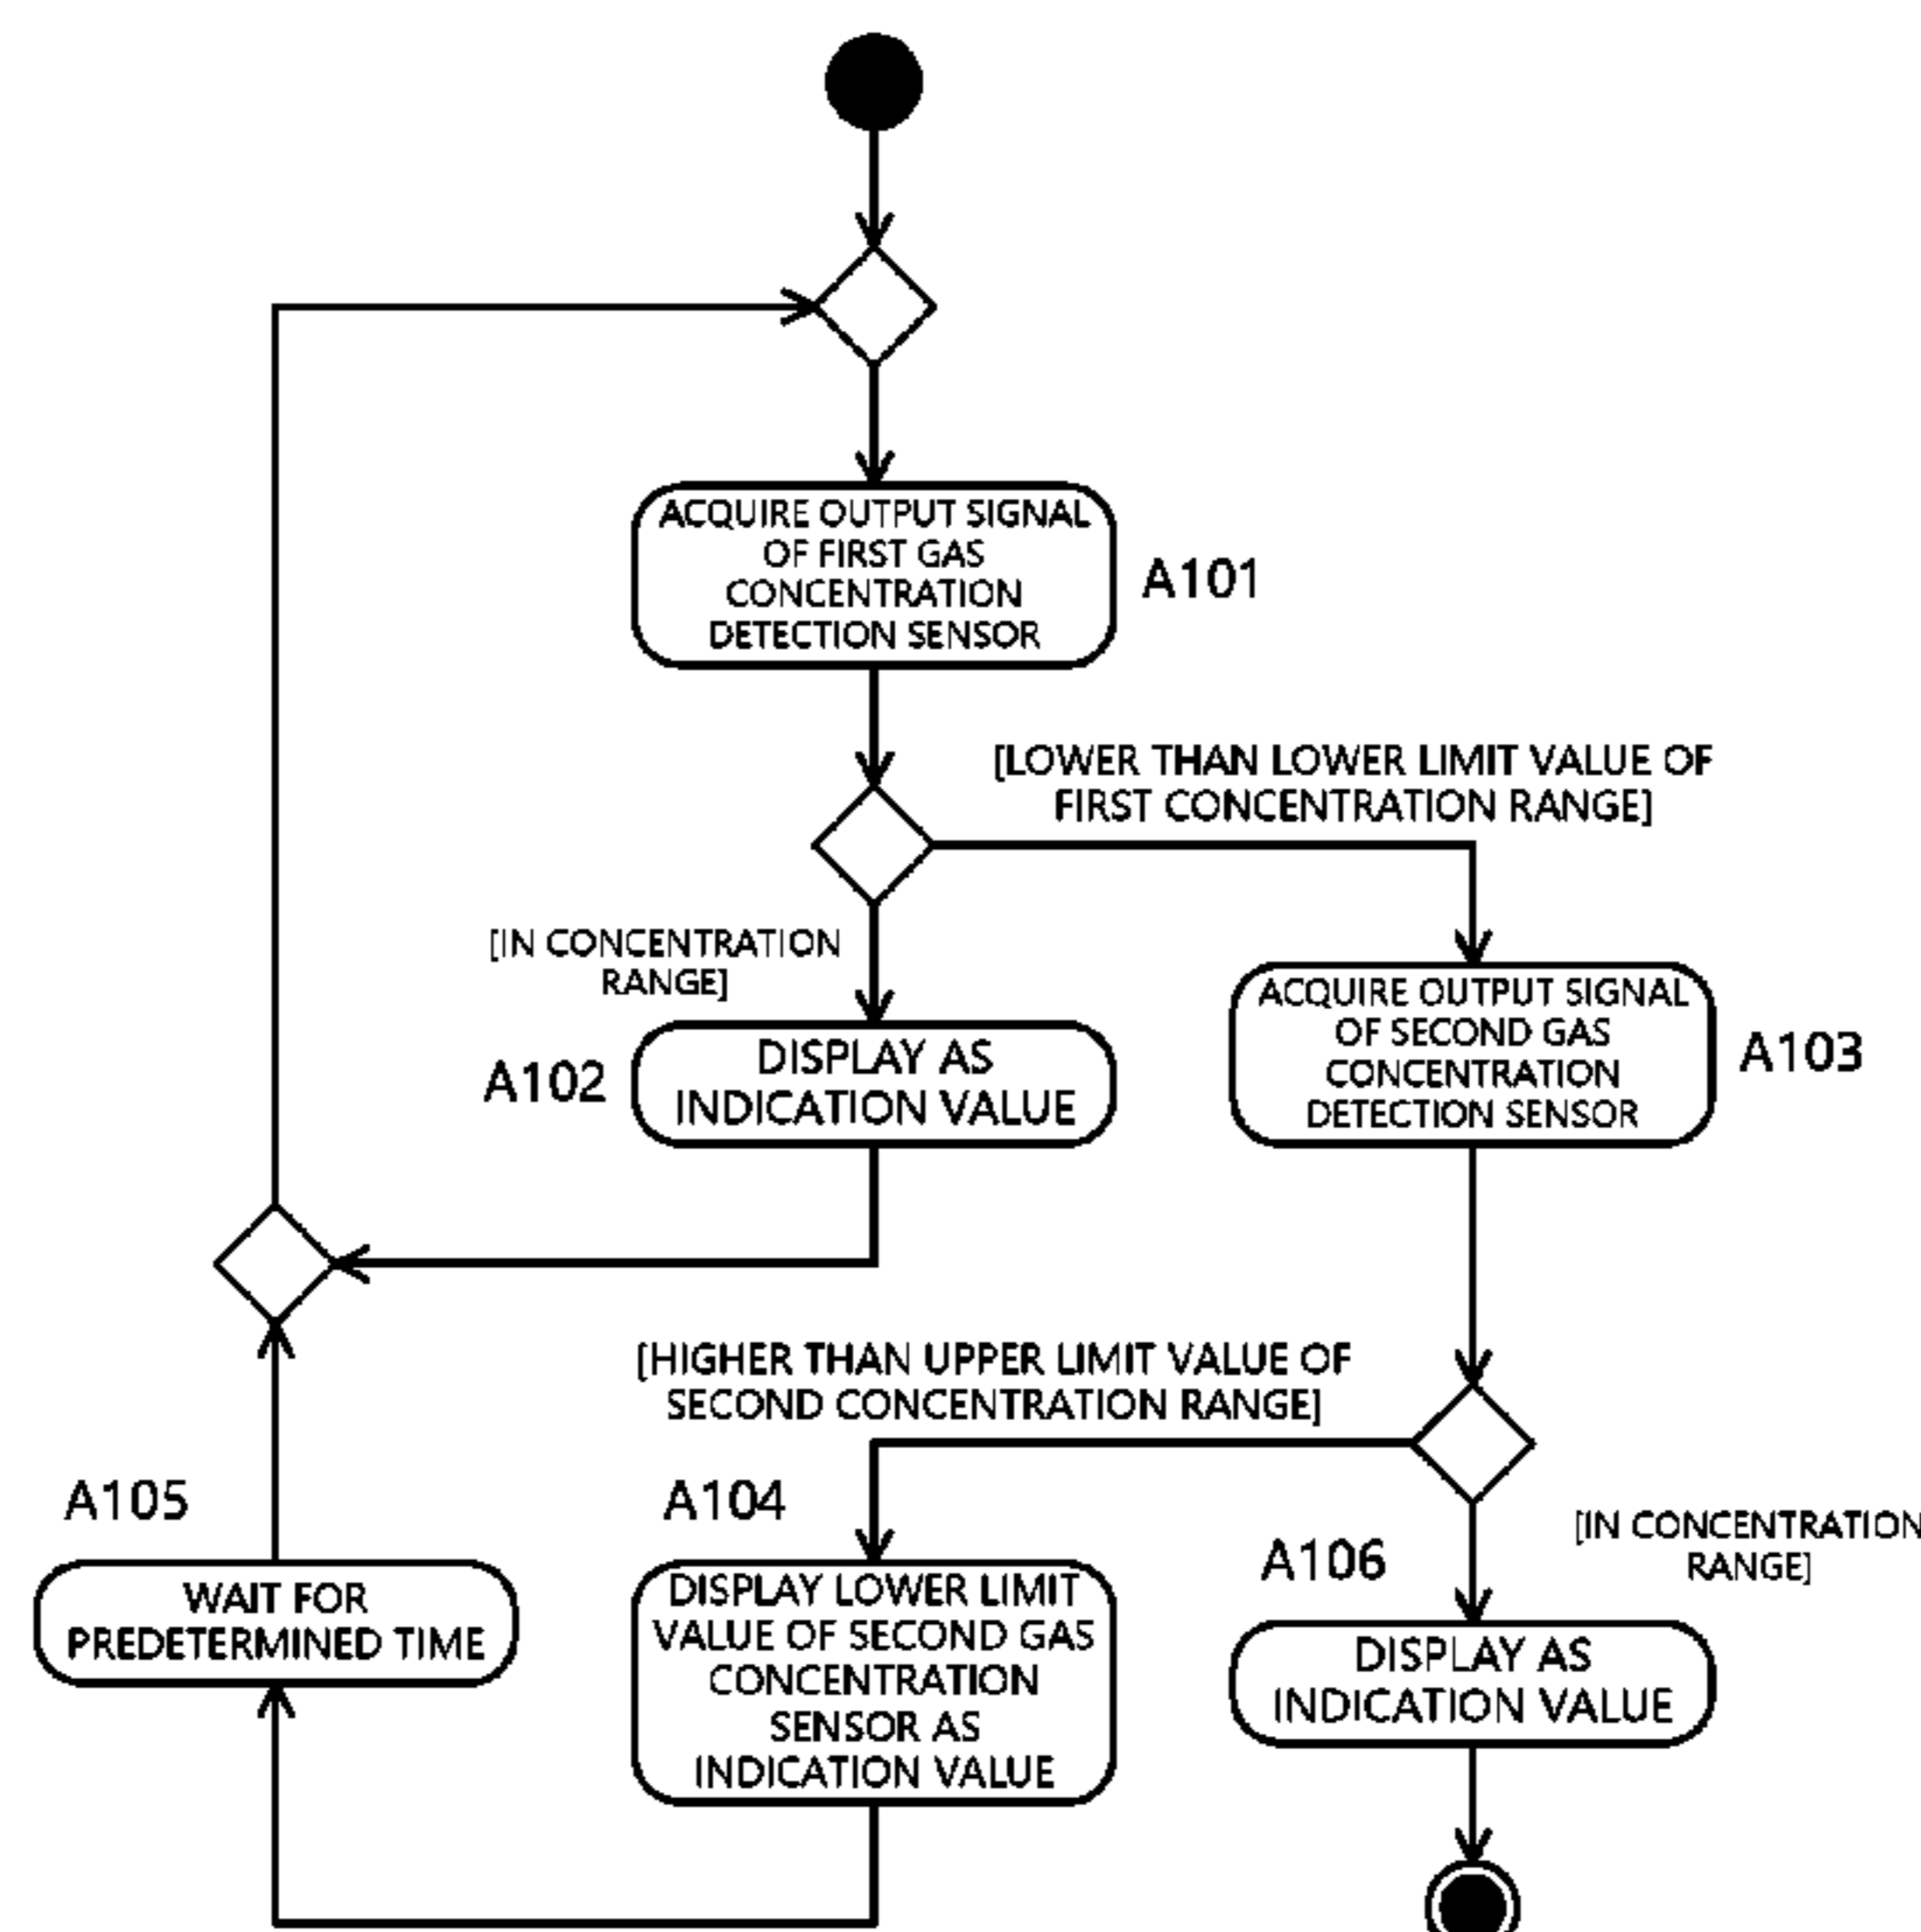 ACQUIRE OUTPUT SIGNAL
OF FIRST GAS
CONCENTRATION
DETECTION SENSOR
A101
[LOWER THAN LOWER LIMIT VALUE OF
FIRST CONCENTRATION RANGE]
[IN CONCENTRATION
RANGE]
A102
DISPLAY AS
INDICATION VALUE
ACQUIRE OUTPUT SIGNAL
OF SECOND GAS
CONCENTRATION
DETECTION SENSOR
A103
[HIGHER THAN UPPER LIMIT VALUE OF
SECOND CONCENTRATION RANGE]
A105
WAIT FOR
PREDETERMINED TIME
A104
DISPLAY LOWER LIMIT
VALUE OF SECOND GAS
CONCENTRATION
SENSOR AS
INDICATION VALUE
A106
[IN CONCENTRATION
RANGE]
DISPLAY AS
INDICATION VALUE